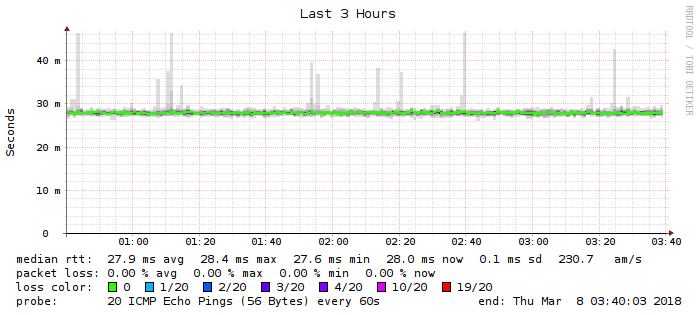 Last 3 Hours
RRDTOOL / TOBI OETIKER
Seconds
40 m
30 m
20 m
10 m
0
01:00 01:20 01:40 02:00 02:20 02:40 03:00 03:20 03:40
median rtt: 27.9 ms avg 28.4 ms max 27.6 ms min 28.0 ms now 0.1 ms sd 230.7 am/s
packet loss: 0.00 % avg 0.00 % max 0.00 % min 0.00 % now
loss color: 0 1/20 2/20 3/20 4/20 10/20 19/20
probe: 20 ICMP Echo Pings (56 Bytes) every 60s end: Thu Mar 8 03:40:03 2018